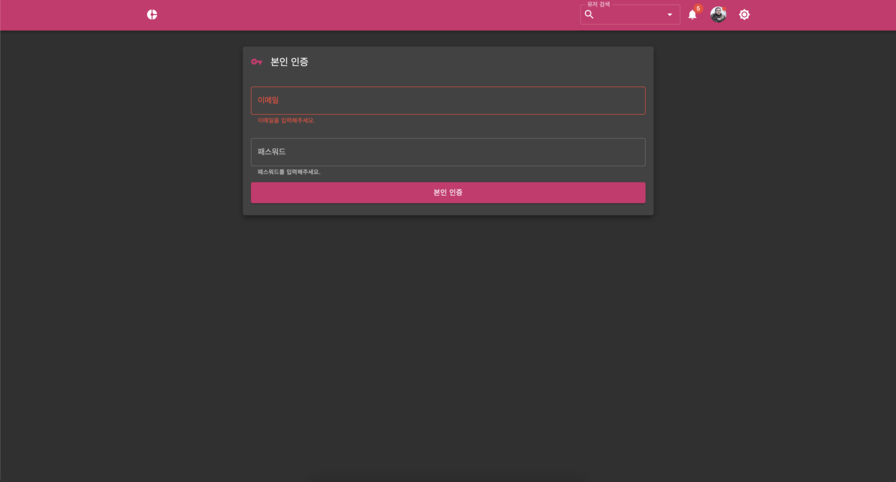 유저 검색
5
본인 인증
이메일
이메일을 입력해주세요.
패스워드
패스워드를 입력해주세요.
본인 인증